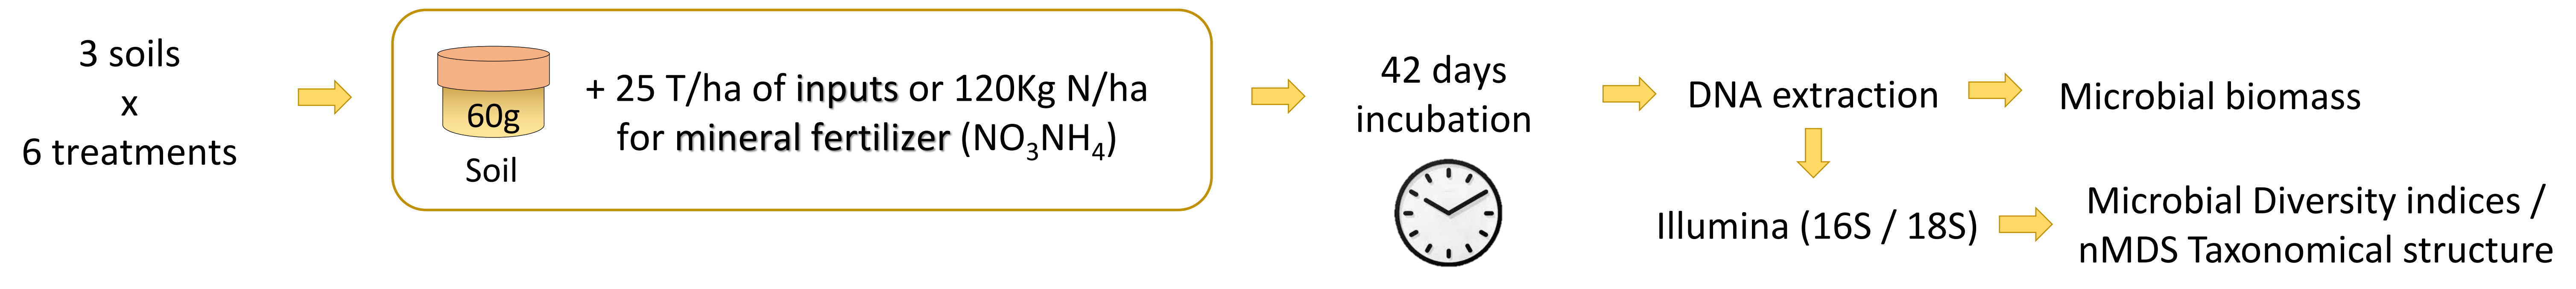 3 soils
x
6 treatments
60g
Soil
+ 25 T/ha of inputs or 120Kg N/ha
for mineral fertilizer (NO₃NH₄)
42 days
incubation
DNA extraction
Microbial biomass
Illumina (16S / 18S)
Microbial Diversity indices /
nMDS Taxonomical structure